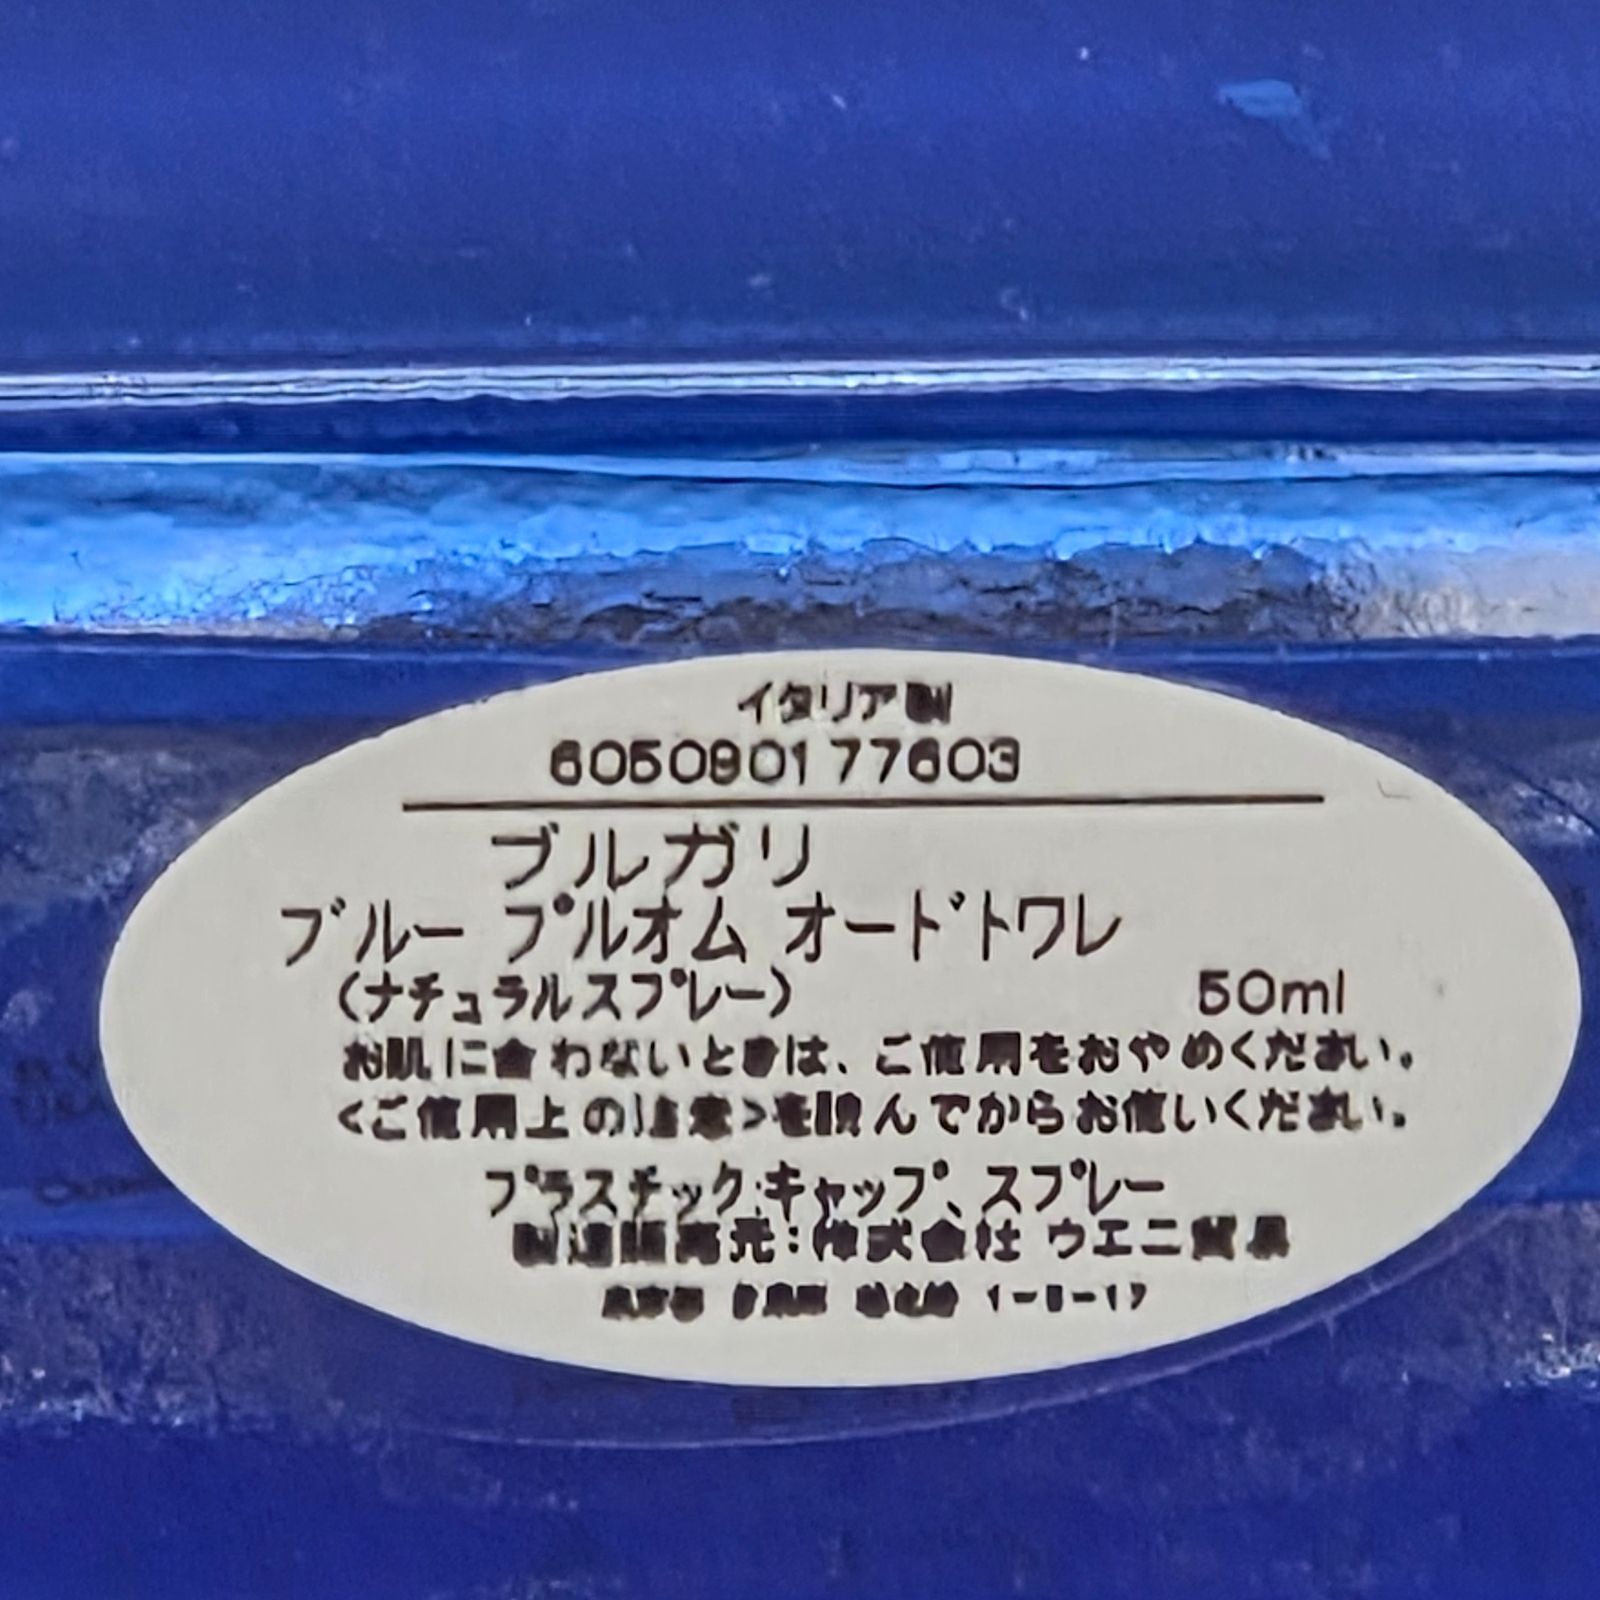 イタリア製
6050801 77603
ブルガリ
ブルー プルオム オードトワレ
(ナチュラルスプレー)
50ml
お肌に合わないときは、ご使用をおやめください。
<ご使用上の注意>を読んでからお使いください。
プラスチックキャップ、スプレー
製造販売元:株式会社 ウエニ貿易
東京都